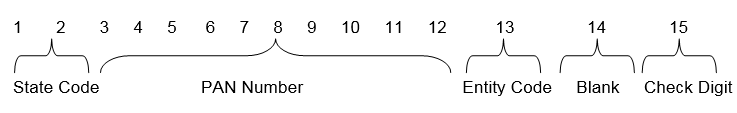 1 2 3 4 5 6 7 8 9 10 11 12 13 14 15
State Code PAN Number Entity Code Blank Check Digit